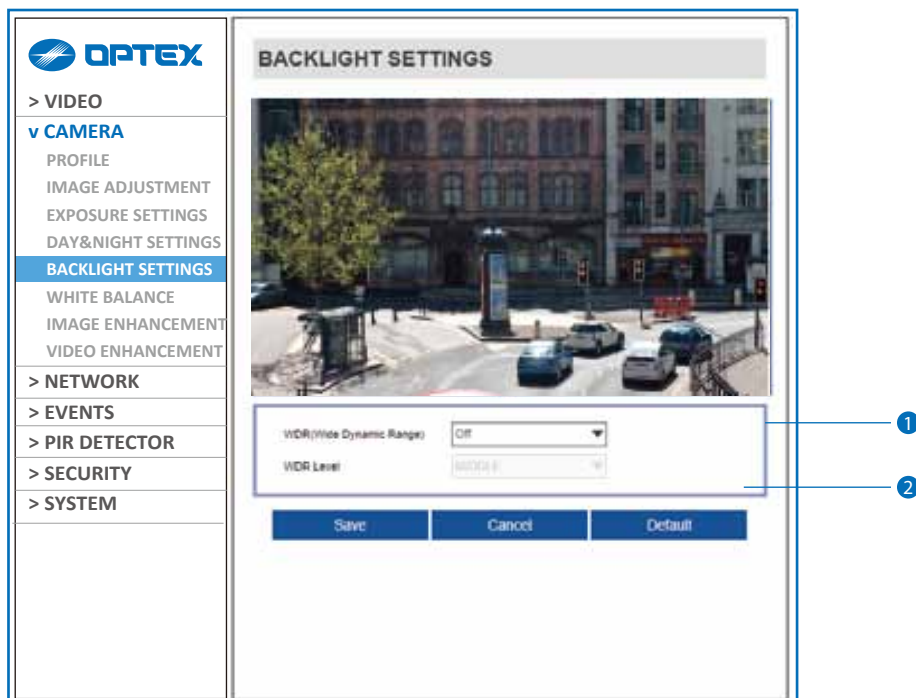 OPTEX
> VIDEO
v CAMERA
PROFILE
IMAGE ADJUSTMENT
EXPOSURE SETTINGS
DAY&NIGHT SETTINGS
BACKLIGHT SETTINGS
WHITE BALANCE
IMAGE ENHANCEMENT
VIDEO ENHANCEMENT
> NETWORK
> EVENTS
> PIR DETECTOR
> SECURITY
> SYSTEM
BACKLIGHT SETTINGS
WDR(Wide Dynamic Range)
Off
1
WDR Level
MIDDLE
2
Save
Cancel
Default